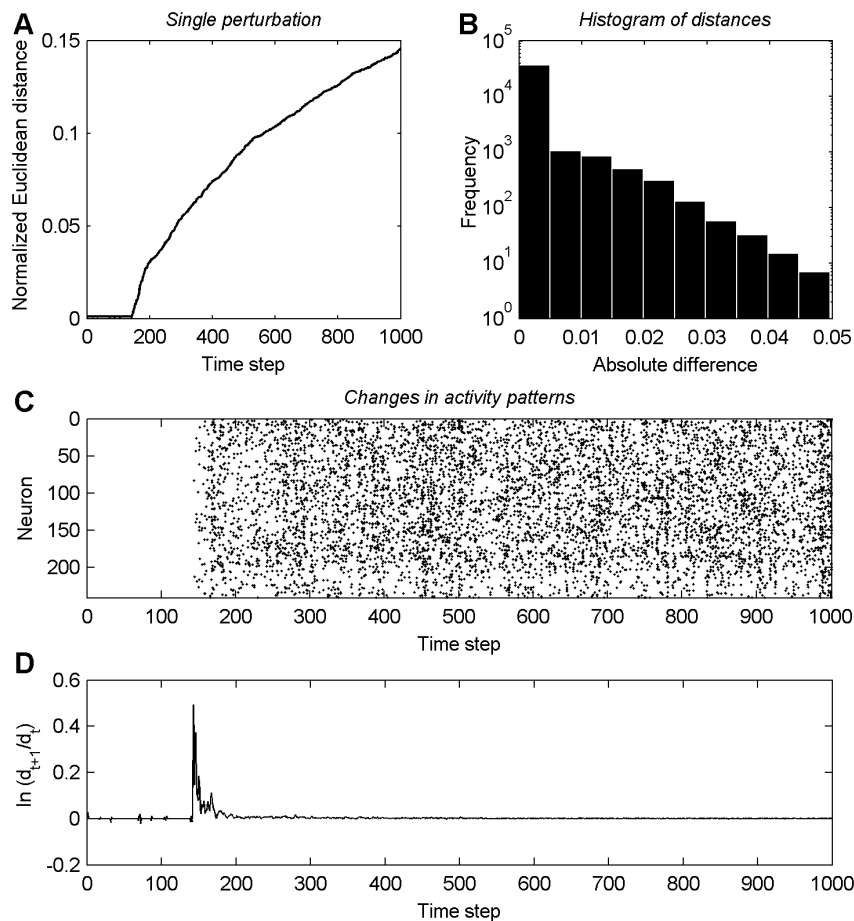 A
Single perturbation
Normalized Euclidean distance
0.15
0.1
0.05
0
0 200 400 600 800 1000
Time step
B
Histogram of distances
Frequency
10^5
10^4
10^3
10^2
10^1
10^0
0 0.01 0.02 0.03 0.04 0.05
Absolute difference
C
Changes in activity patterns
Neuron
0
50
100
150
200
0 100 200 300 400 500 600 700 800 900 1000
Time step
D
ln (d_{t+1}/d_t)
0.6
0.4
0.2
0
-0.2
0 100 200 300 400 500 600 700 800 900 1000
Time step